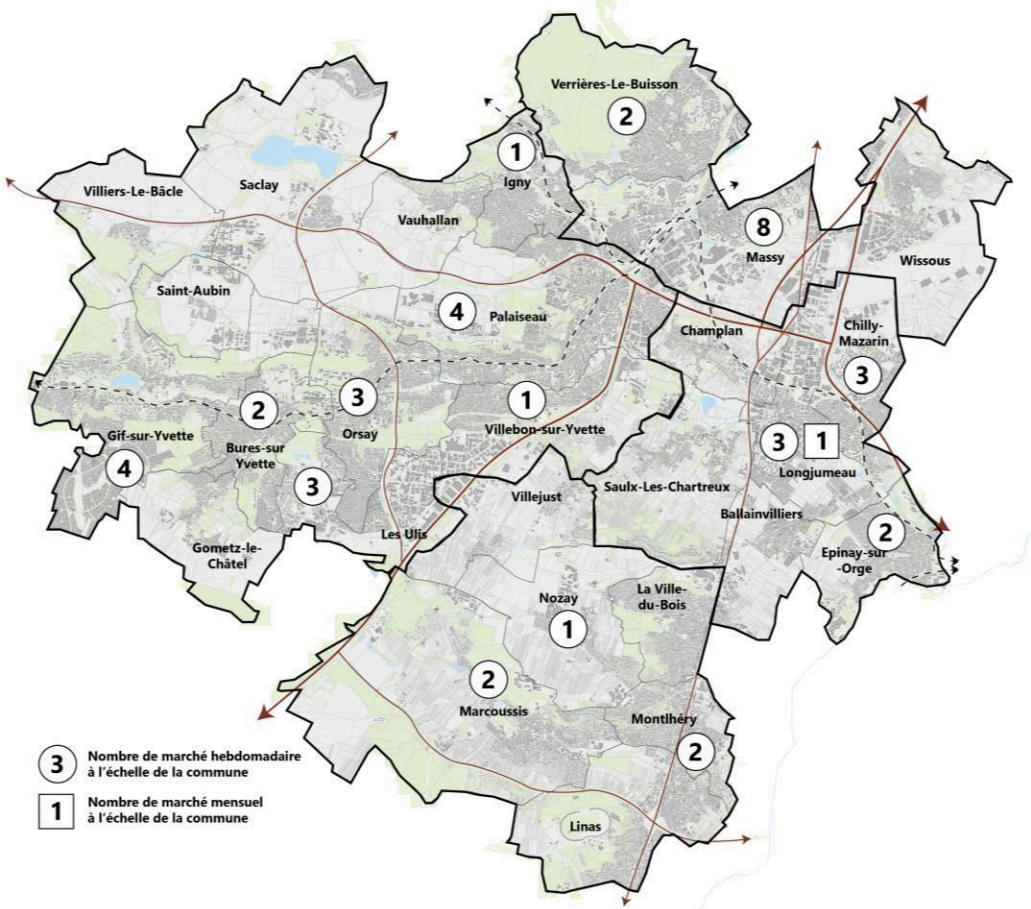 Verrières-Le-Buisson
2
1
Igny
Villiers-Le-Bâcle
Saclay
Vauhallan
8
Massy
Wissous
Saint-Aubin
4
Palaiseau
Champlan
Chilly-
Mazarin
3
2
3
Orsay
1
Villebon-sur-Yvette
Gif-sur-Yvette
4
Bures-sur
Yvette
3
3
1
Longjumeau
Saulx-Les-Chartreux
Villejust
Ballainvilliers
Les Ulis
2
Epinay-sur
-Orge
Gometz-le-
Châtel
Nozay
1
La Ville-
du-Bois
2
Marcoussis
Montlhéry
2
Linas
3
Nombre de marché hebdomadaire
à l'échelle de la commune
1
Nombre de marché mensuel
à l'échelle de la commune